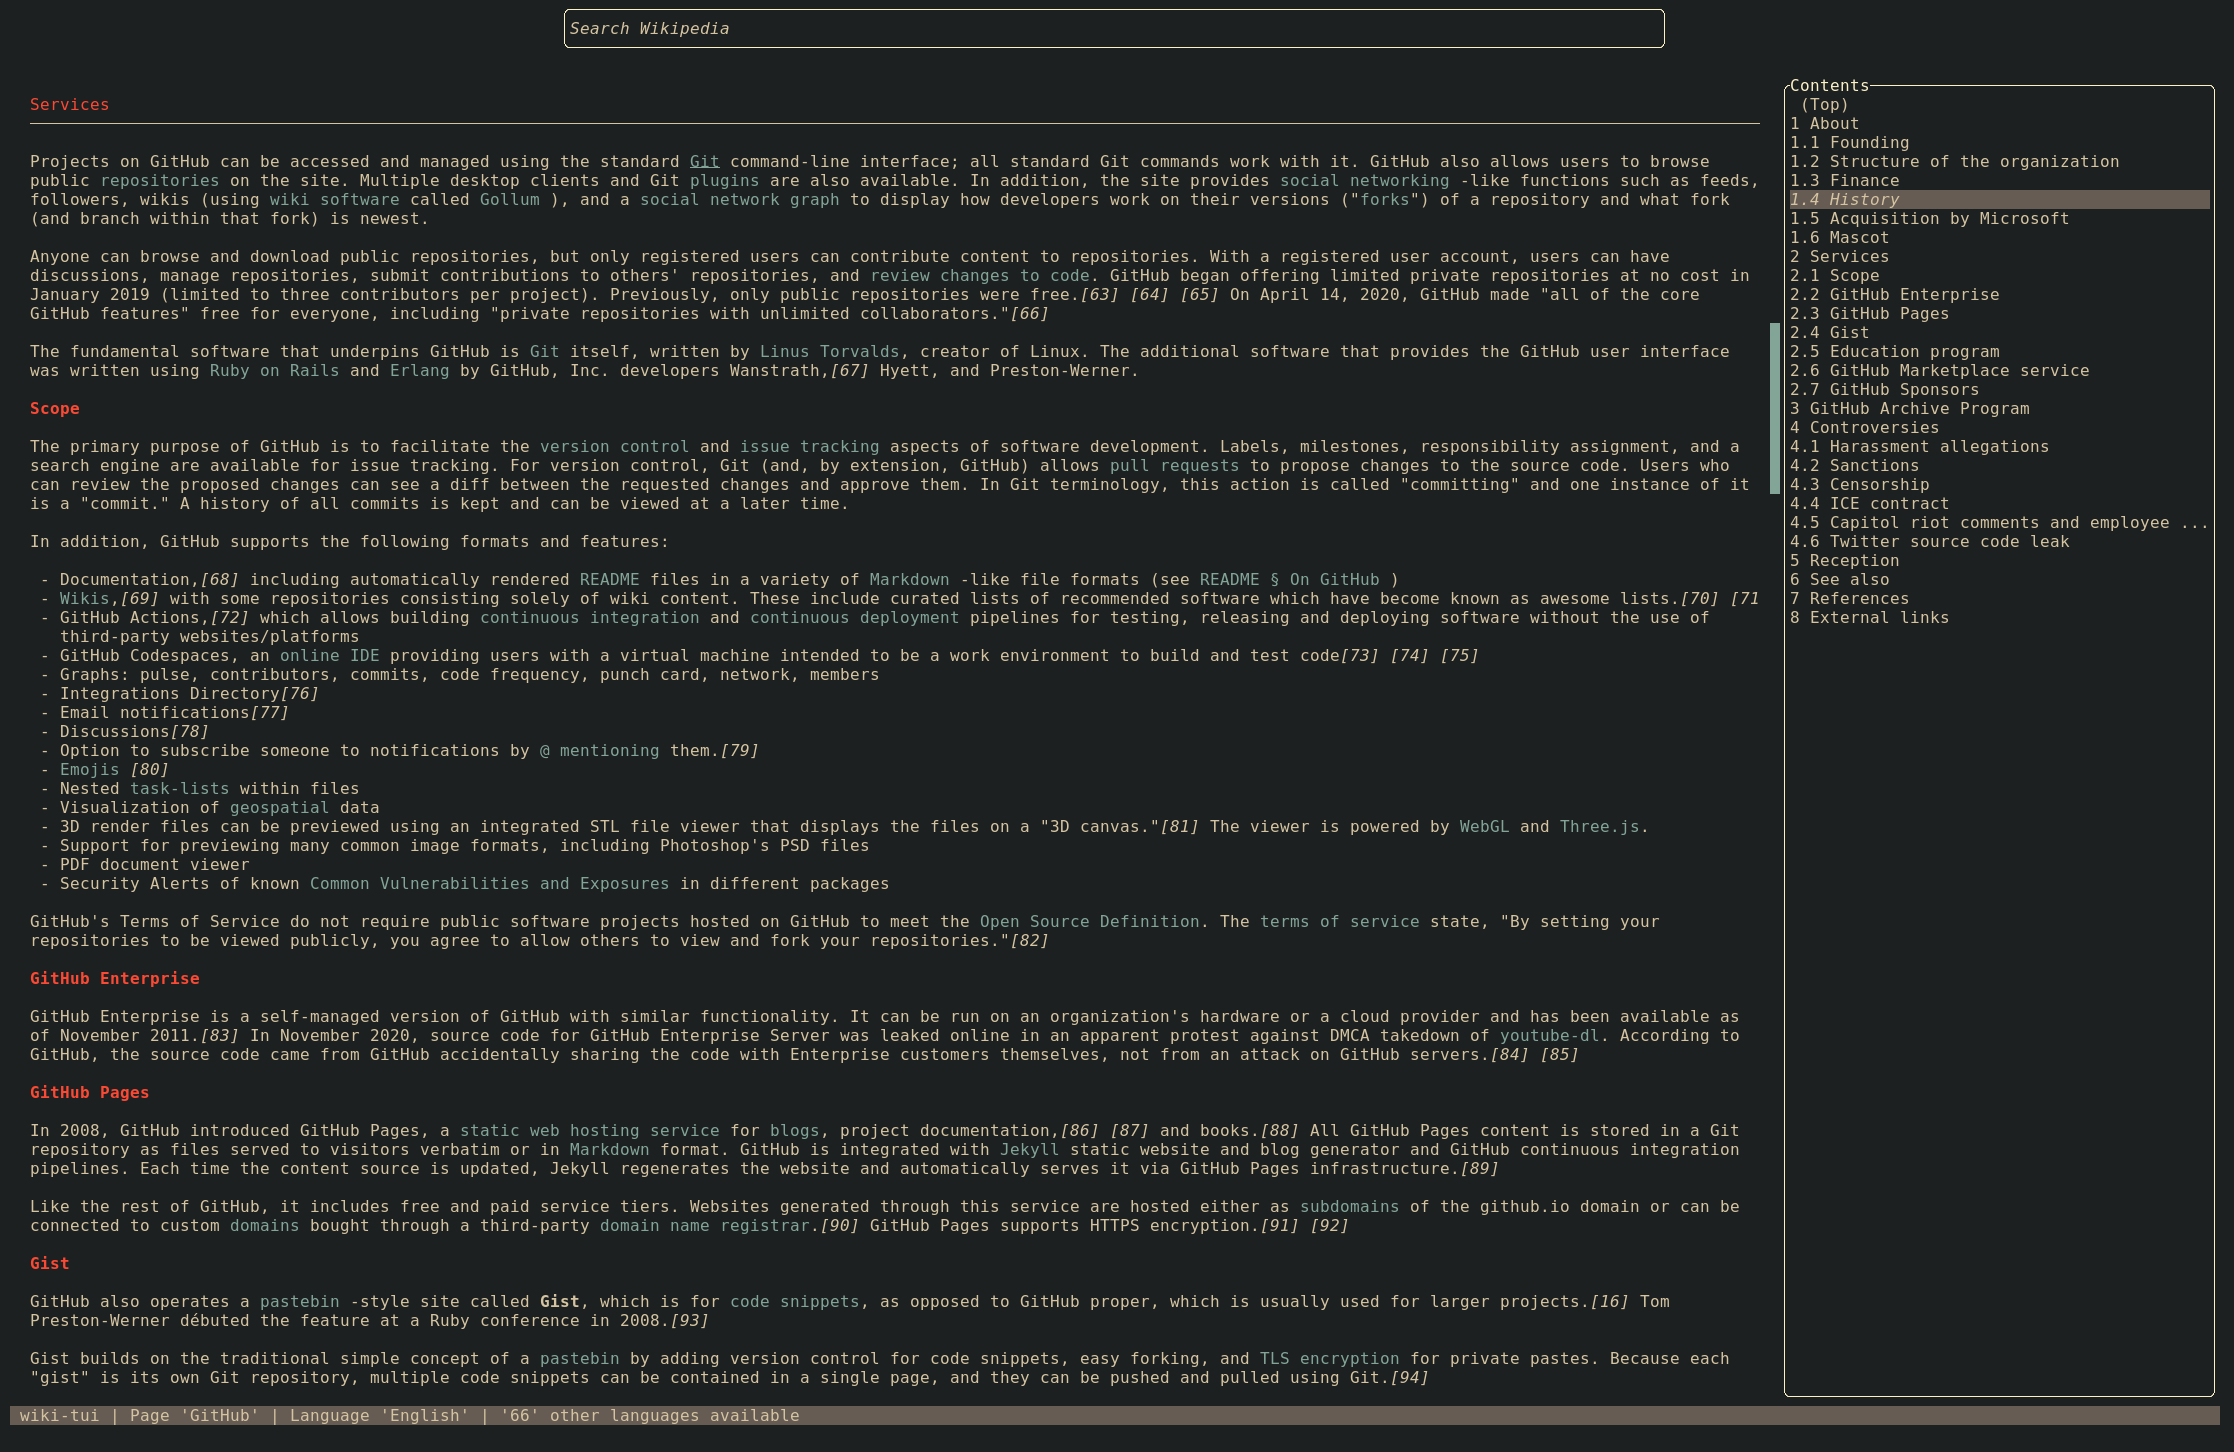 Search Wikipedia
Services
Projects on GitHub can be accessed and managed using the standard Git command-line interface; all standard Git commands work with it. GitHub also allows users to browse
public repositories on the site. Multiple desktop clients and Git plugins are also available. In addition, the site provides social networking -like functions such as feeds,
followers, wikis (using wiki software called Gollum ), and a social network graph to display how developers work on their versions ("forks") of a repository and what fork
(and branch within that fork) is newest.
Anyone can browse and download public repositories, but only registered users can contribute content to repositories. With a registered user account, users can have
discussions, manage repositories, submit contributions to others' repositories, and review changes to code. GitHub began offering limited private repositories at no cost in
January 2019 (limited to three contributors per project). Previously, only public repositories were free.[63] [64] [65] On April 14, 2020, GitHub made "all of the core
GitHub features" free for everyone, including "private repositories with unlimited collaborators."[66]
The fundamental software that underpins GitHub is Git itself, written by Linus Torvalds, creator of Linux. The additional software that provides the GitHub user interface
was written using Ruby on Rails and Erlang by GitHub, Inc. developers Wanstrath,[67] Hyett, and Preston-Werner.
Scope
The primary purpose of GitHub is to facilitate the version control and issue tracking aspects of software development. Labels, milestones, responsibility assignment, and a
search engine are available for issue tracking. For version control, Git (and, by extension, GitHub) allows pull requests to propose changes to the source code. Users who
can review the proposed changes can see a diff between the requested changes and approve them. In Git terminology, this action is called "committing" and one instance of it
is a "commit." A history of all commits is kept and can be viewed at a later time.
In addition, GitHub supports the following formats and features:
- Documentation,[68] including automatically rendered README files in a variety of Markdown -like file formats (see README § On GitHub )
- Wikis,[69] with some repositories consisting solely of wiki content. These include curated lists of recommended software which have become known as awesome lists.[70] [71
- GitHub Actions,[72] which allows building continuous integration and continuous deployment pipelines for testing, releasing and deploying software without the use of
third-party websites/platforms
- GitHub Codespaces, an online IDE providing users with a virtual machine intended to be a work environment to build and test code[73] [74] [75]
- Graphs: pulse, contributors, commits, code frequency, punch card, network, members
- Integrations Directory[76]
- Email notifications[77]
- Discussions[78]
- Option to subscribe someone to notifications by @ mentioning them.[79]
- Emojis [80]
- Nested task-lists within files
- Visualization of geospatial data
- 3D render files can be previewed using an integrated STL file viewer that displays the files on a "3D canvas."[81] The viewer is powered by WebGL and Three.js.
- Support for previewing many common image formats, including Photoshop's PSD files
- PDF document viewer
- Security Alerts of known Common Vulnerabilities and Exposures in different packages
GitHub's Terms of Service do not require public software projects hosted on GitHub to meet the Open Source Definition. The terms of service state, "By setting your
repositories to be viewed publicly, you agree to allow others to view and fork your repositories."[82]
GitHub Enterprise
GitHub Enterprise is a self-managed version of GitHub with similar functionality. It can be run on an organization's hardware or a cloud provider and has been available as
of November 2011.[83] In November 2020, source code for GitHub Enterprise Server was leaked online in an apparent protest against DMCA takedown of youtube-dl. According to
GitHub, the source code came from GitHub accidentally sharing the code with Enterprise customers themselves, not from an attack on GitHub servers.[84] [85]
GitHub Pages
In 2008, GitHub introduced GitHub Pages, a static web hosting service for blogs, project documentation,[86] [87] and books.[88] All GitHub Pages content is stored in a Git
repository as files served to visitors verbatim or in Markdown format. GitHub is integrated with Jekyll static website and blog generator and GitHub continuous integration
pipelines. Each time the content source is updated, Jekyll regenerates the website and automatically serves it via GitHub Pages infrastructure.[89]
Like the rest of GitHub, it includes free and paid service tiers. Websites generated through this service are hosted either as subdomains of the github.io domain or can be
connected to custom domains bought through a third-party domain name registrar.[90] GitHub Pages supports HTTPS encryption.[91] [92]
Gist
GitHub also operates a pastebin -style site called Gist, which is for code snippets, as opposed to GitHub proper, which is usually used for larger projects.[16] Tom
Preston-Werner débuted the feature at a Ruby conference in 2008.[93]
Gist builds on the traditional simple concept of a pastebin by adding version control for code snippets, easy forking, and TLS encryption for private pastes. Because each
"gist" is its own Git repository, multiple code snippets can be contained in a single page, and they can be pushed and pulled using Git.[94]
Contents
(Top)
1 About
1.1 Founding
1.2 Structure of the organization
1.3 Finance
1.4 History
1.5 Acquisition by Microsoft
1.6 Mascot
2 Services
2.1 Scope
2.2 GitHub Enterprise
2.3 GitHub Pages
2.4 Gist
2.5 Education program
2.6 GitHub Marketplace service
2.7 GitHub Sponsors
3 GitHub Archive Program
4 Controversies
4.1 Harassment allegations
4.2 Sanctions
4.3 Censorship
4.4 ICE contract
4.5 Capitol riot comments and employee ...
4.6 Twitter source code leak
5 Reception
6 See also
7 References
8 External links
wiki-tui | Page 'GitHub' | Language 'English' | '66' other languages available